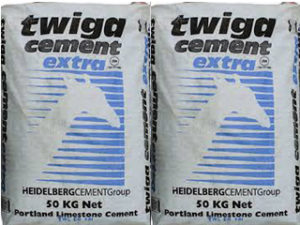 twiga
cement
extra
HEIDELBERGCEMENTGroup
50 KG Net
Portland Limestone Cement
twiga
cement
extra
HEIDELBERGCEMENTGroup
50 KG Net
Portland Limestone Cement